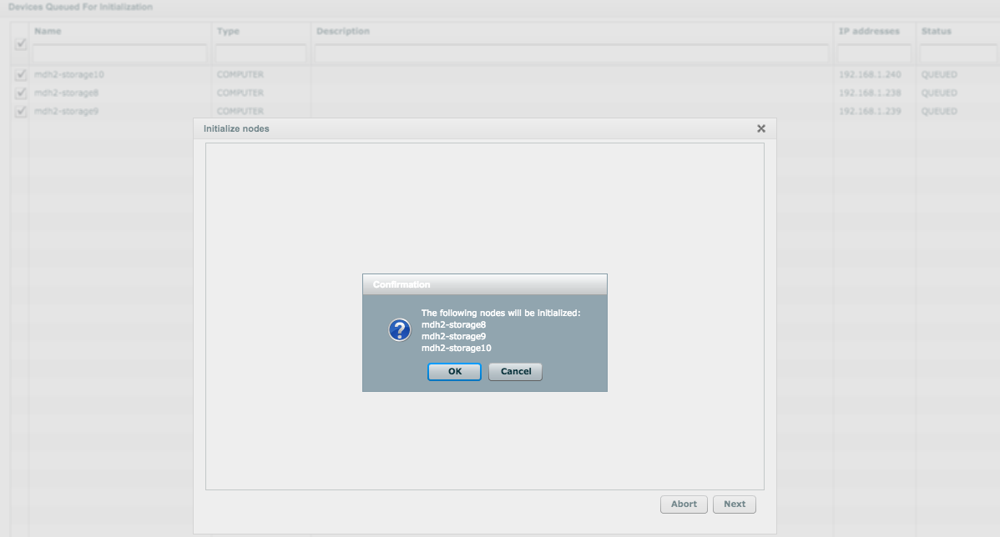 Devices Queued For Initialization
Name Type Description IP addresses Status
mdh2-storage10 COMPUTER 192.168.1.240 QUEUED
mdh2-storage8 COMPUTER 192.168.1.238 QUEUED
mdh2-storage9 COMPUTER 192.168.1.239 QUEUED
Initialize nodes
Confirmation
The following nodes will be initialized:
mdh2-storage8
mdh2-storage9
mdh2-storage10
OK Cancel
Abort Next